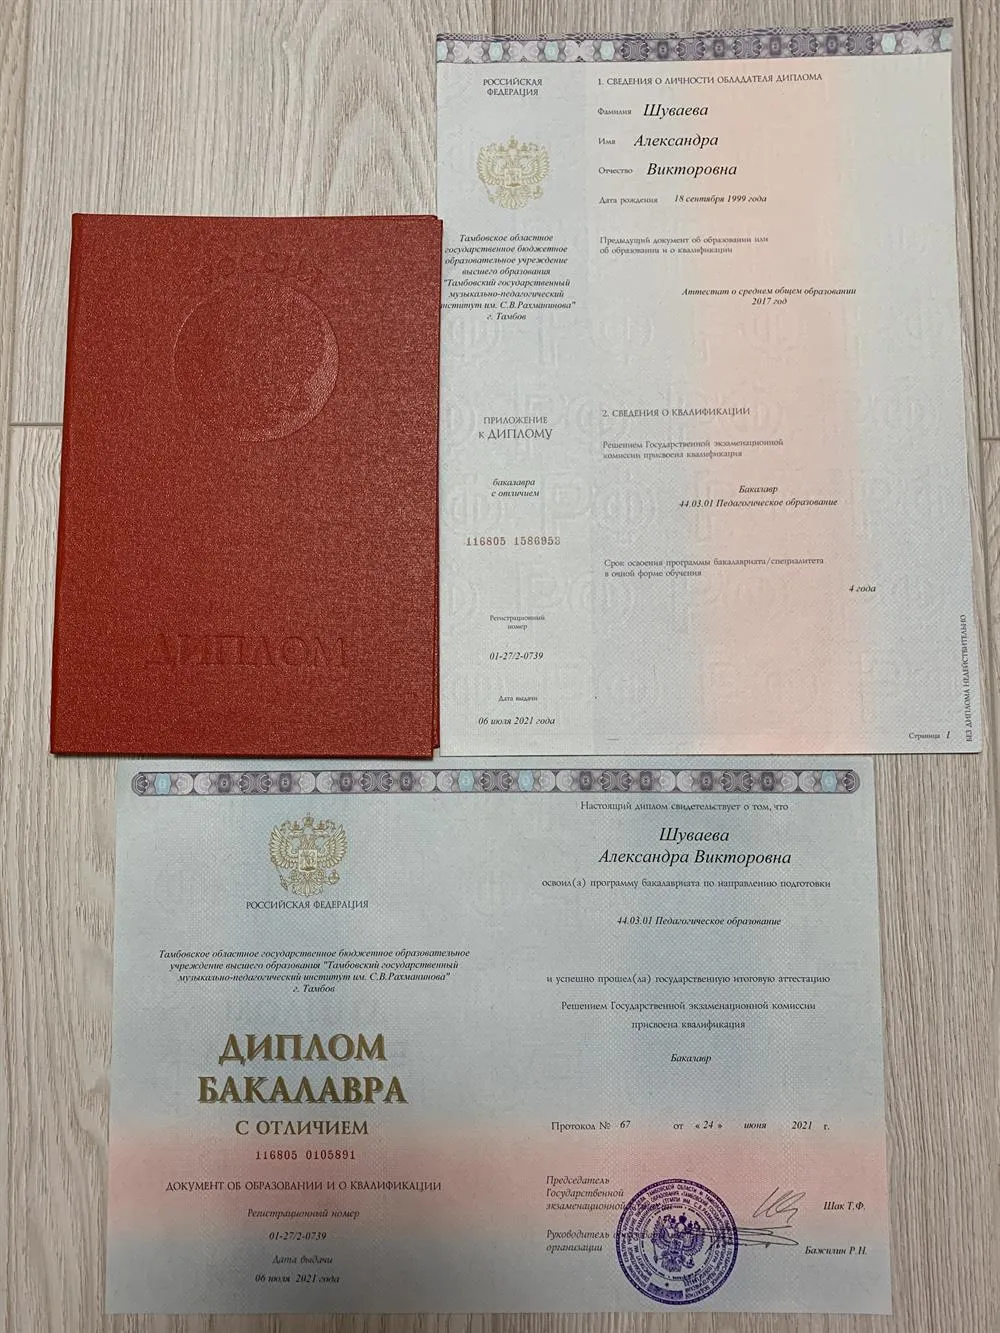 ДИПЛОМ
РОССИЙСКАЯ
ФЕДЕРАЦИЯ
Тамбовское областное
государственное бюджетное
образовательное учреждение
высшего образования
"Тамбовский государственный
музыкально-педагогический
институт им. С.В.Рахманинова"
г. Тамбов
ПРИЛОЖЕНИЕ
к ДИПЛОМУ
бакалавра
с отличием
116805 1586953
Регистрационный
номер
01-27/2-0739
Дата выдачи
06 июля 2021 года
1. СВЕДЕНИЯ О ЛИЧНОСТИ ОБЛАДАТЕЛЯ ДИПЛОМА
Фамилия Шуваева
Имя Александра
Отчество Викторовна
Дата рождения 18 сентября 1999 года
Предыдущий документ об образовании или
об образовании и о квалификации
Аттестат о среднем общем образовании
2017 год
2. СВЕДЕНИЯ О КВАЛИФИКАЦИИ
Решением Государственной экзаменационной
комиссии присвоена квалификация
Бакалавр
44.03.01 Педагогическое образование
Срок освоения программы бакалавриата/специалитета
в очной форме обучения
4 года
Страница 1
БЕЗ ДИПЛОМА НЕДЕЙСТВИТЕЛЬНО
РОССИЙСКАЯ ФЕДЕРАЦИЯ
Тамбовское областное государственное бюджетное образовательное
учреждение высшего образования "Тамбовский государственный
музыкально-педагогический институт им. С.В.Рахманинова"
г. Тамбов
ДИПЛОМ
БАКАЛАВРА
С ОТЛИЧИЕМ
116805 0105891
ДОКУМЕНТ ОБ ОБРАЗОВАНИИ И О КВАЛИФИКАЦИИ
Регистрационный номер
01-27/2-0739
Дата выдачи
06 июля 2021 года
Настоящий диплом свидетельствует о том, что
Шуваева
Александра Викторовна
освоил(а) программу бакалавриата по направлению подготовки
44.03.01 Педагогическое образование
и успешно прошел(ла) государственную итоговую аттестацию
Решением Государственной экзаменационной комиссии
присвоена квалификация
Бакалавр
Протокол № 67 от « 24 » июня 2021 г.
Председатель
Государственной
экзаменационной
Шак Т.Ф.
Руководитель
организации
Бажилин Р.Н.